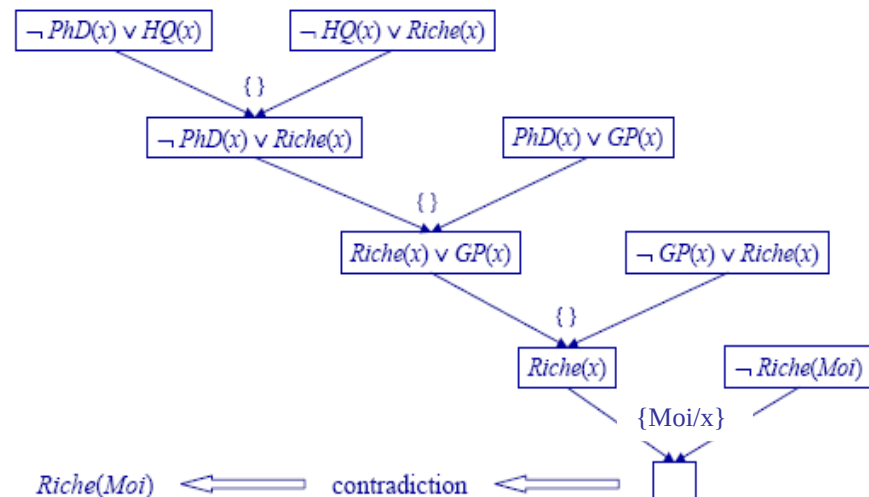 ¬ PhD(x) ∨ HQ(x)
¬ HQ(x) ∨ Riche(x)
{ }
¬ PhD(x) ∨ Riche(x)
PhD(x) ∨ GP(x)
{ }
Riche(x) ∨ GP(x)
¬ GP(x) ∨ Riche(x)
{ }
Riche(x)
¬ Riche(Moi)
{Moi/x}
Riche(Moi)
contradiction